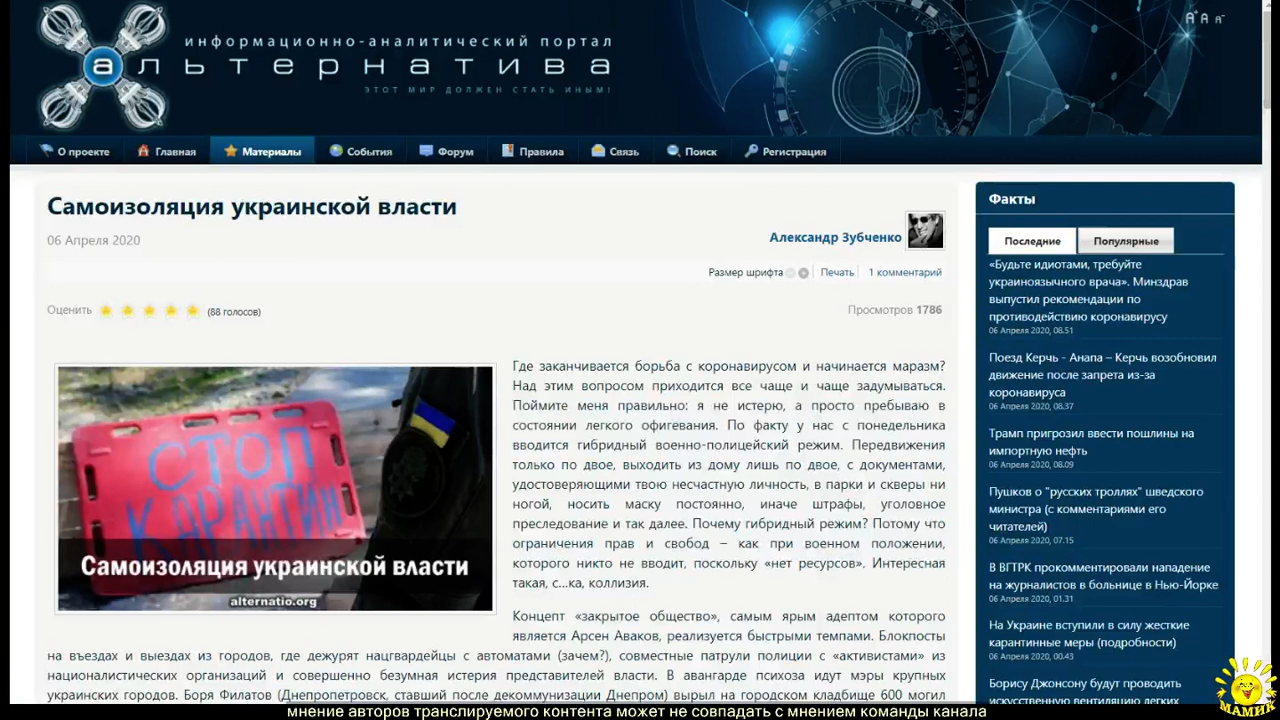 информационно-аналитический портал
альтернатива
ЭТОТ МИР ДОЛЖЕН СТАТЬ ИНЫМ!
A A A
О проекте Главная Материалы События Форум Правила Связь Поиск Регистрация
Самоизоляция украинской власти
06 Апреля 2020
Александр Зубченко
Размер шрифта Печать 1 комментарий
Оценить (88 голосов)
Просмотров 1786
СТОП
КАРАНТИН
Самоизоляция украинской власти
alternatio.org
Где заканчивается борьба с коронавирусом и начинается маразм?
Над этим вопросом приходится все чаще и чаще задумываться.
Поймите меня правильно: я не истерю, а просто пребываю в
состоянии легкого офигевания. По факту у нас с понедельника
вводится гибридный военно-полицейский режим. Передвижения
только по двое, выходить из дому лишь по двое, с документами,
удостоверяющими твою несчастную личность, в парки и скверы ни
ногой, носить маску постоянно, иначе штрафы, уголовное
преследование и так далее. Почему гибридный режим? Потому что
ограничения прав и свобод – как при военном положении,
которого никто не вводит, поскольку «нет ресурсов». Интересная
такая, с…ка, коллизия.
Концепт «закрытое общество», самым ярым адептом которого
является Арсен Аваков, реализуется быстрыми темпами. Блокпосты
на въездах и выездах из городов, где дежурят нацгвардейцы с автоматами (зачем?), совместные патрули полиции с «активистами» из
националистических организаций и совершенно безумная истерия представителей власти. В авангарде психоза идут мэры крупных
украинских городов. Боря Филатов (Днепропетровск, ставший после декоммунизации Днепром) вырыл на городском кладбище 600 могил
Факты
Последние Популярные
«Будьте идиотами, требуйте
украиноязычного врача». Минздрав
выпустил рекомендации по
противодействию коронавирусу
06 Апреля 2020, 08.51
Поезд Керчь - Анапа – Керчь возобновил
движение после запрета из-за
коронавируса
06 Апреля 2020, 08.37
Трамп пригрозил ввести пошлины на
импортную нефть
06 Апреля 2020, 08.09
Пушков о "русских троллях" шведского
министра (с комментариями его
читателей)
06 Апреля 2020, 07.15
В ВГТРК прокомментировали нападение
на журналистов в больнице в Нью-Йорке
06 Апреля 2020, 01.31
На Украине вступили в силу жесткие
карантинные меры (подробности)
06 Апреля 2020, 00.43
Борису Джонсону будут проводить
искусственную вентиляцию легких
МАМИК
мнение авторов транслируемого контента может не совпадать с мнением команды канала